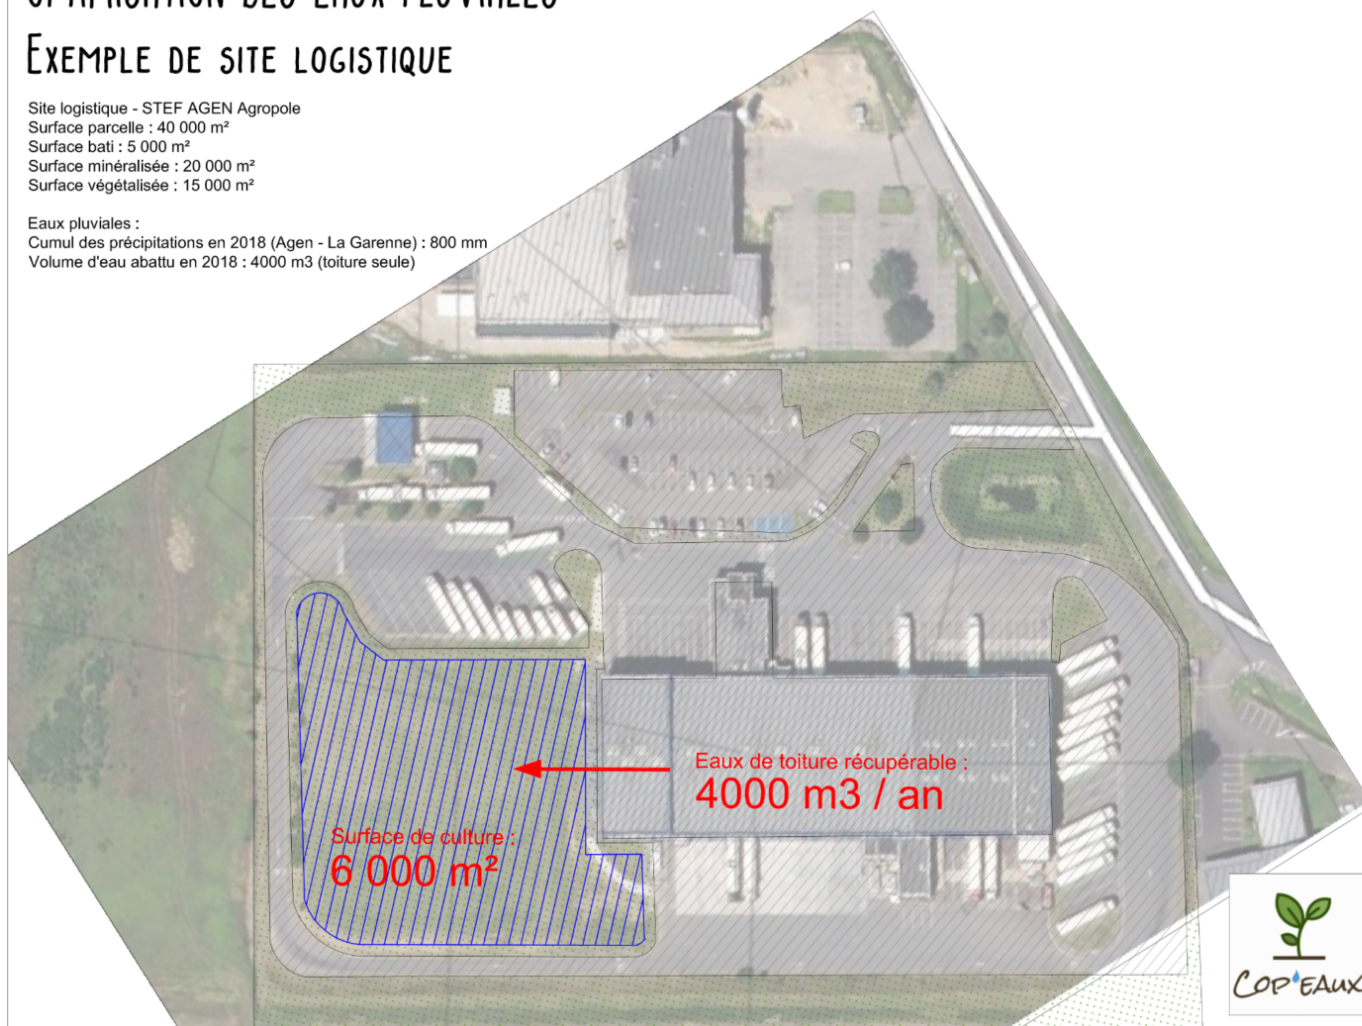 DES EAUX PLUVIALES
EXEMPLE DE SITE LOGISTIQUE
Site logistique - STEF AGEN Agropole
Surface parcelle : 40 000 m²
Surface bati : 5 000 m²
Surface minéralisée : 20 000 m²
Surface végétalisée : 15 000 m²
Eaux pluviales :
Cumul des précipitations en 2018 (Agen - La Garenne) : 800 mm
Volume d'eau abattu en 2018 : 4000 m3 (toiture seule)
Eaux de toiture récupérable :
4000 m3 / an
Surface de culture :
6 000 m²
COP'EAUX